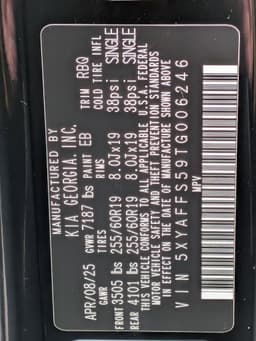 MANUFACTURED BY
KIA GEORGIA, INC.
APR/08/25 GVWR 7187 lbs PAINT EB TRIM RBQ
TIRES RIMS COLD TIRE INFL
FRONT 3505 lbs 255/60R19 8.0JX19 38psi SINGLE
REAR 4101 lbs 255/60R19 8.0JX19 38psi SINGLE
THIS VEHICLE CONFORMS TO ALL APPLICABLE U.S.A FEDERAL
MOTOR VEHICLE SAFETY AND THEFT PREVENTION STANDARDS IN
EFFECT ON THE DATE OF MANUFACTURE SHOWN ABOVE.
VIN 5XYAFFS59TG006246
MPV